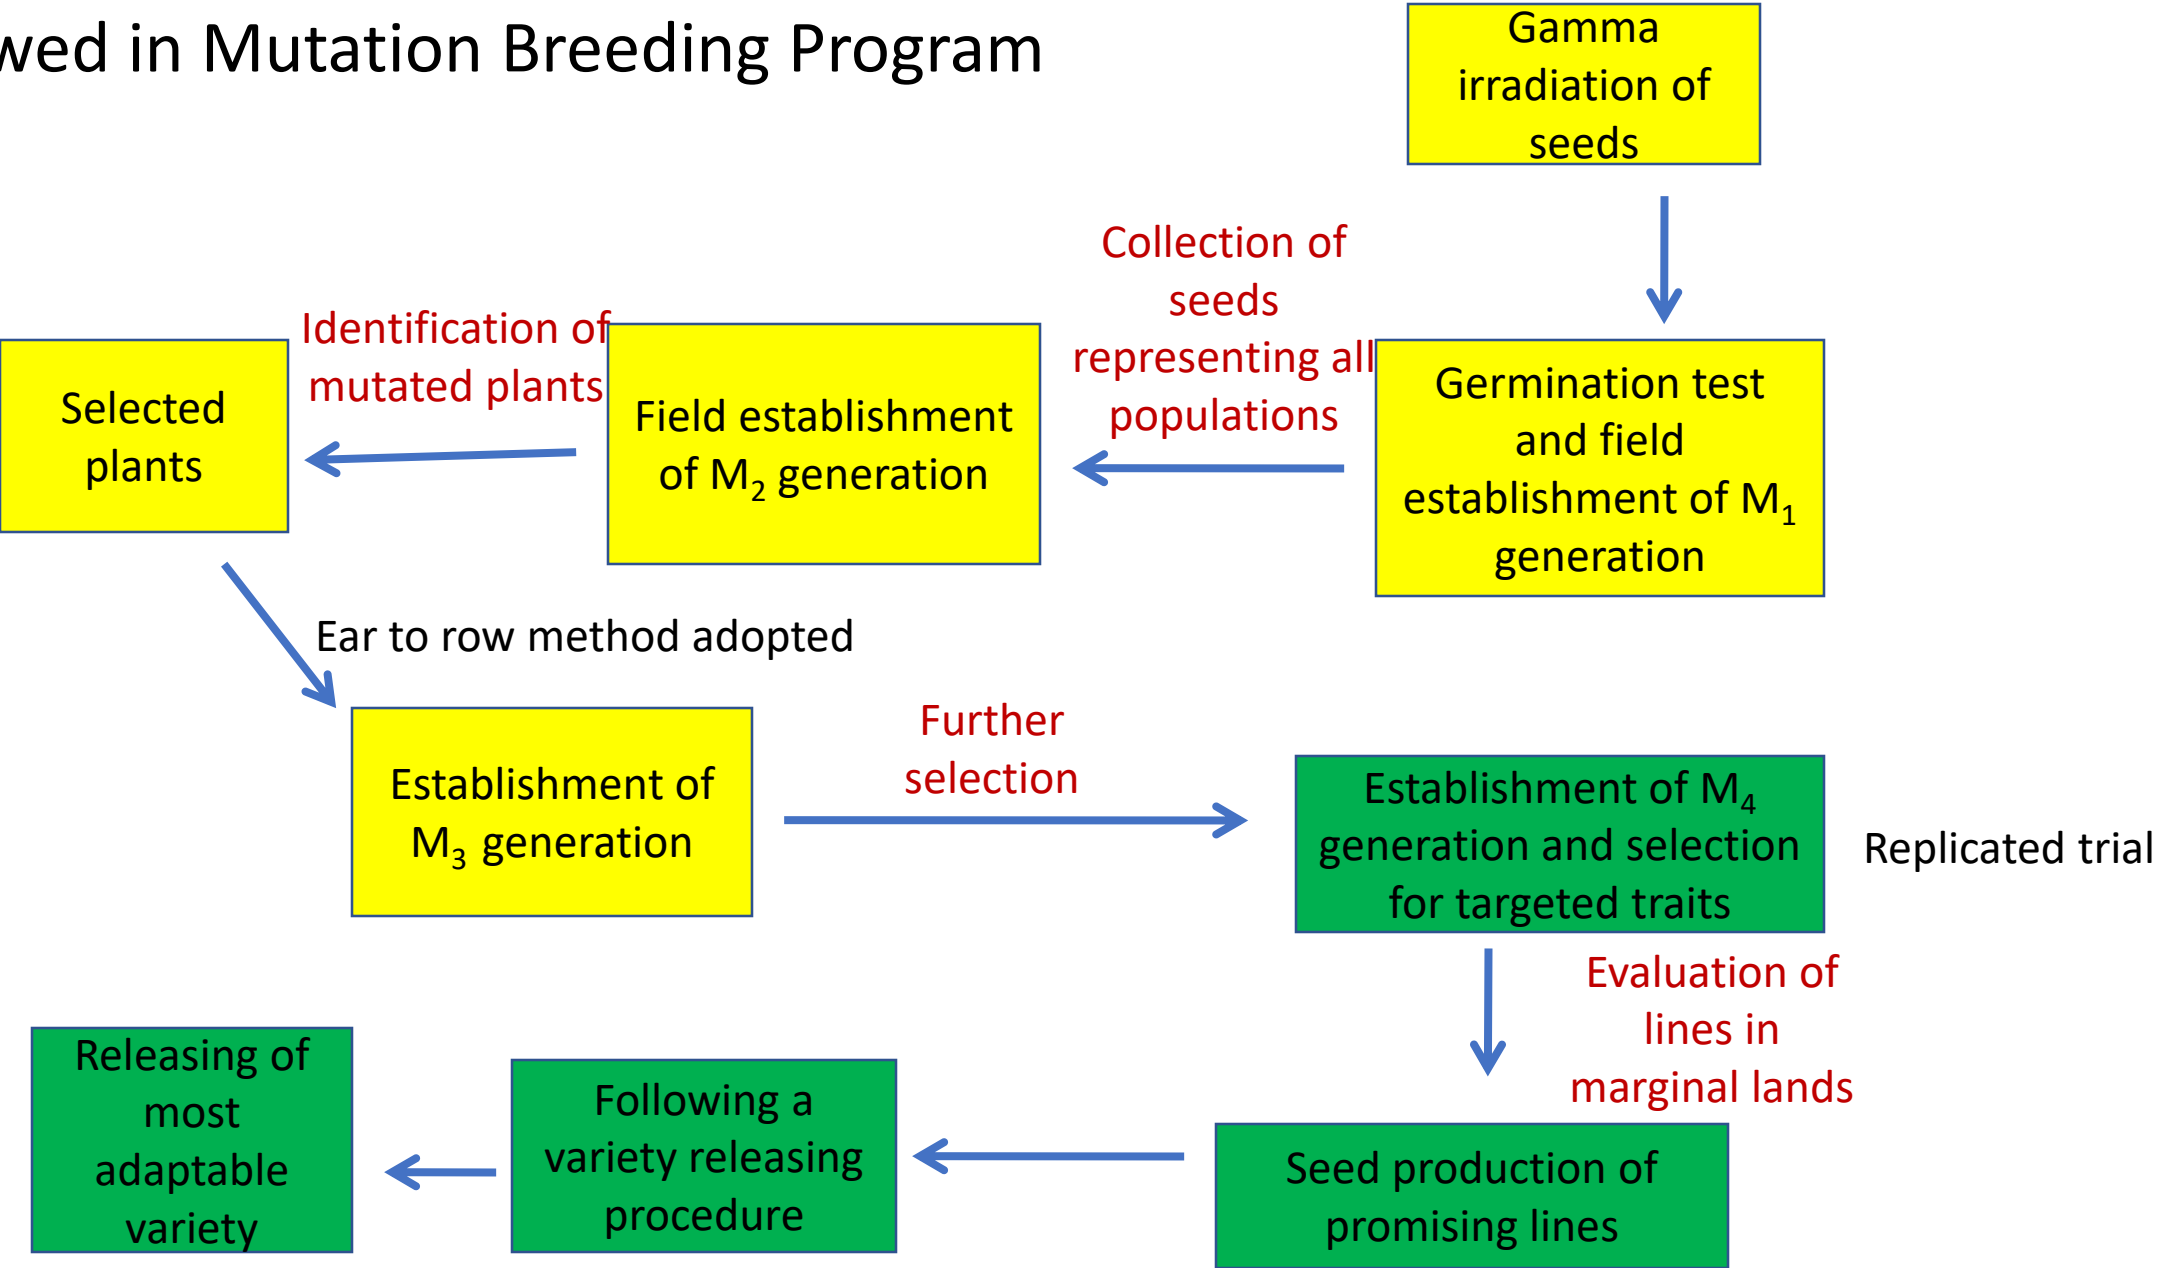 wed in Mutation Breeding Program
Gamma
irradiation of
seeds
Collection of
seeds
representing all
populations
Germination test
and field
establishment of M₁
generation
Field establishment
of M₂ generation
Identification of
mutated plants
Selected
plants
Ear to row method adopted
Establishment of
M₃ generation
Further
selection
Establishment of M₄
generation and selection
for targeted traits
Replicated trial
Evaluation of
lines in
marginal lands
Seed production of
promising lines
Following a
variety releasing
procedure
Releasing of
most
adaptable
variety